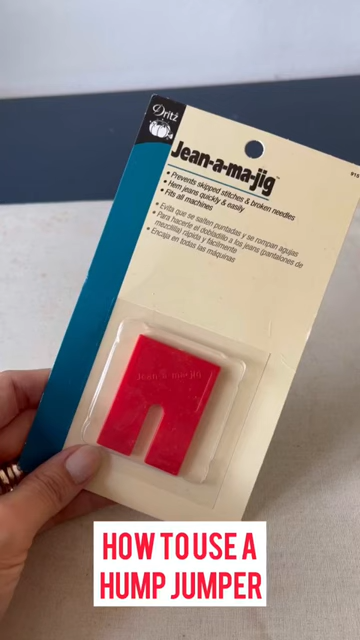 Dritz
Jean-a-ma-jig™
• Prevents skipped stitches & broken needles
• Hem jeans quickly & easily
• Fits all machines
• Evita que se salten puntadas y se rompan agujas
• Para hacerle el dobladillo a los jeans (pantalones de
mezclilla) rápida y fácilmente
• Encaja en todas las máquinas
Jean-a-ma-jig
HOW TO USE A
HUMP JUMPER